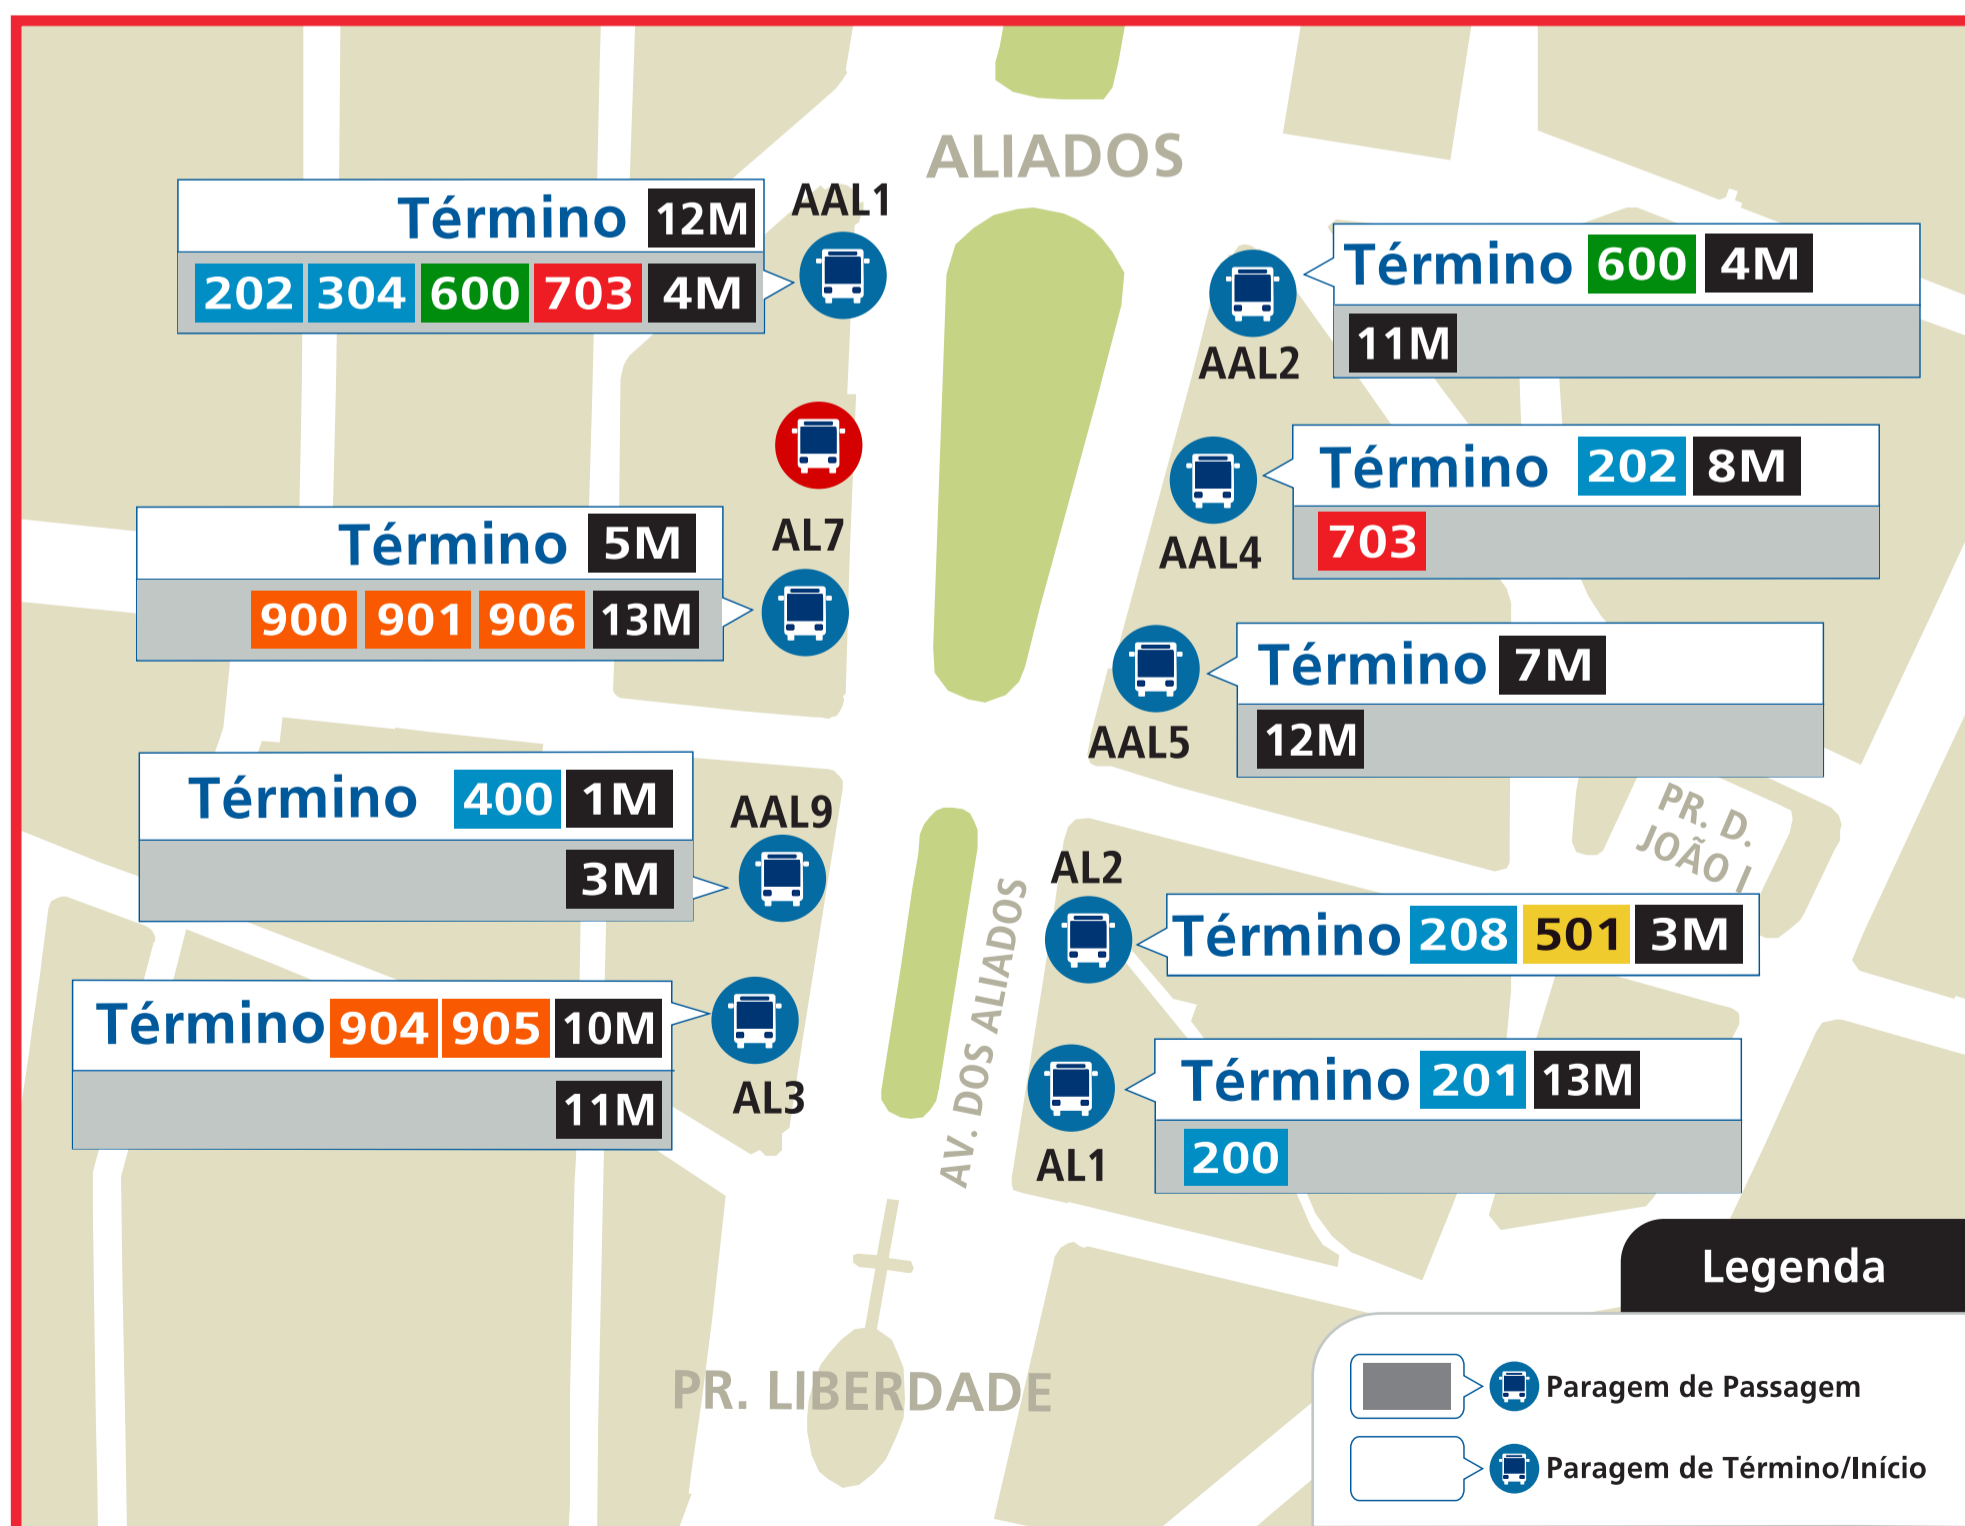 ALIADOS
AAL1
Término 12M
202 304 600 703 4M
Término 600 4M
11M
AAL2
Término 202 8M
703
AAL4
AL7
Término 5M
900 901 906 13M
Término 7M
12M
AAL5
Término 400 1M
3M
AAL9
PR. D.
JOÃO I
AL2
Término 208 501 3M
AV. DOS ALIADOS
Término 904 905 10M
11M
AL3
Término 201 13M
200
AL1
PR. LIBERDADE
Legenda
Paragem de Passagem
Paragem de Término/Início